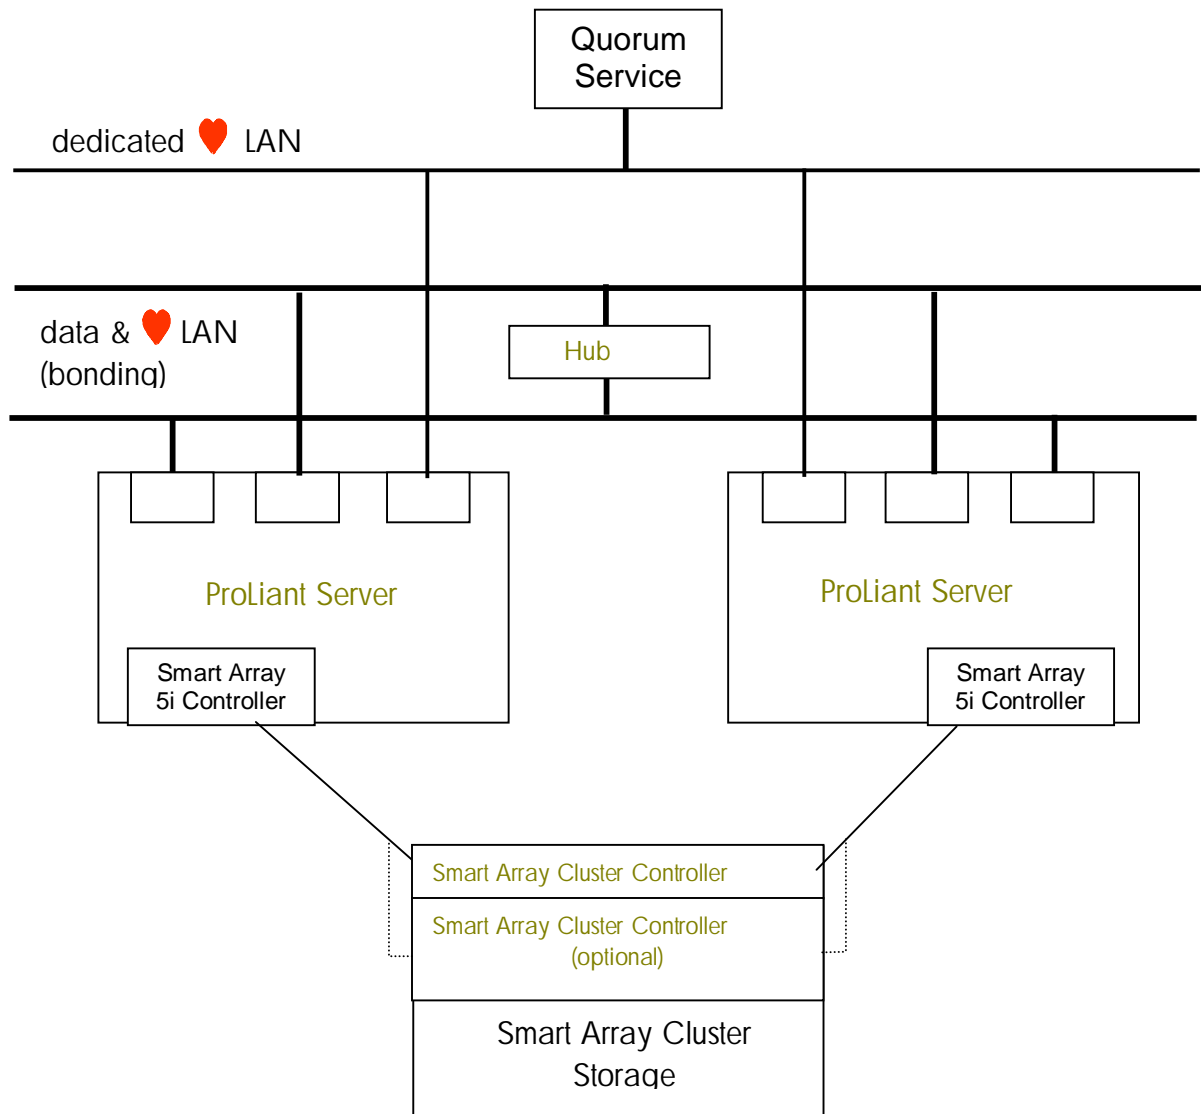 Quorum
Service
dedicated LAN
data & LAN
(bonding)
Hub
ProLiant Server
ProLiant Server
Smart Array
5i Controller
Smart Array
5i Controller
Smart Array Cluster Controller
Smart Array Cluster Controller
(optional)
Smart Array Cluster
Storage